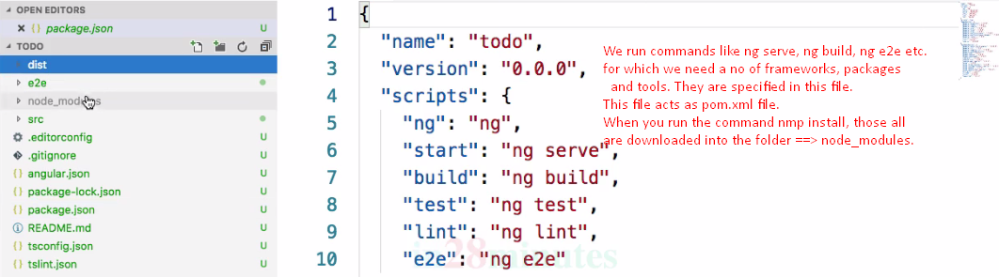 OPEN EDITORS
{} package.json U
TODO
dist
e2e
node_modules
src
.editorconfig U
.gitignore U
{} angular.json U
{} package-lock.json U
{} package.json U
README.md U
{} tsconfig.json U
{} tslint.json U
1 {
2 "name": "todo",
3 "version": "0.0.0",
4 "scripts": {
5 "ng": "ng",
6 "start": "ng serve",
7 "build": "ng build",
8 "test": "ng test",
9 "lint": "ng lint",
10 "e2e": "ng e2e"
We run commands like ng serve, ng build, ng e2e etc.
for which we need a no of frameworks, packages
and tools. They are specified in this file.
This file acts as pom.xml file.
When you run the command nmp install, those all
are downloaded into the folder ==> node_modules.
in28minutes